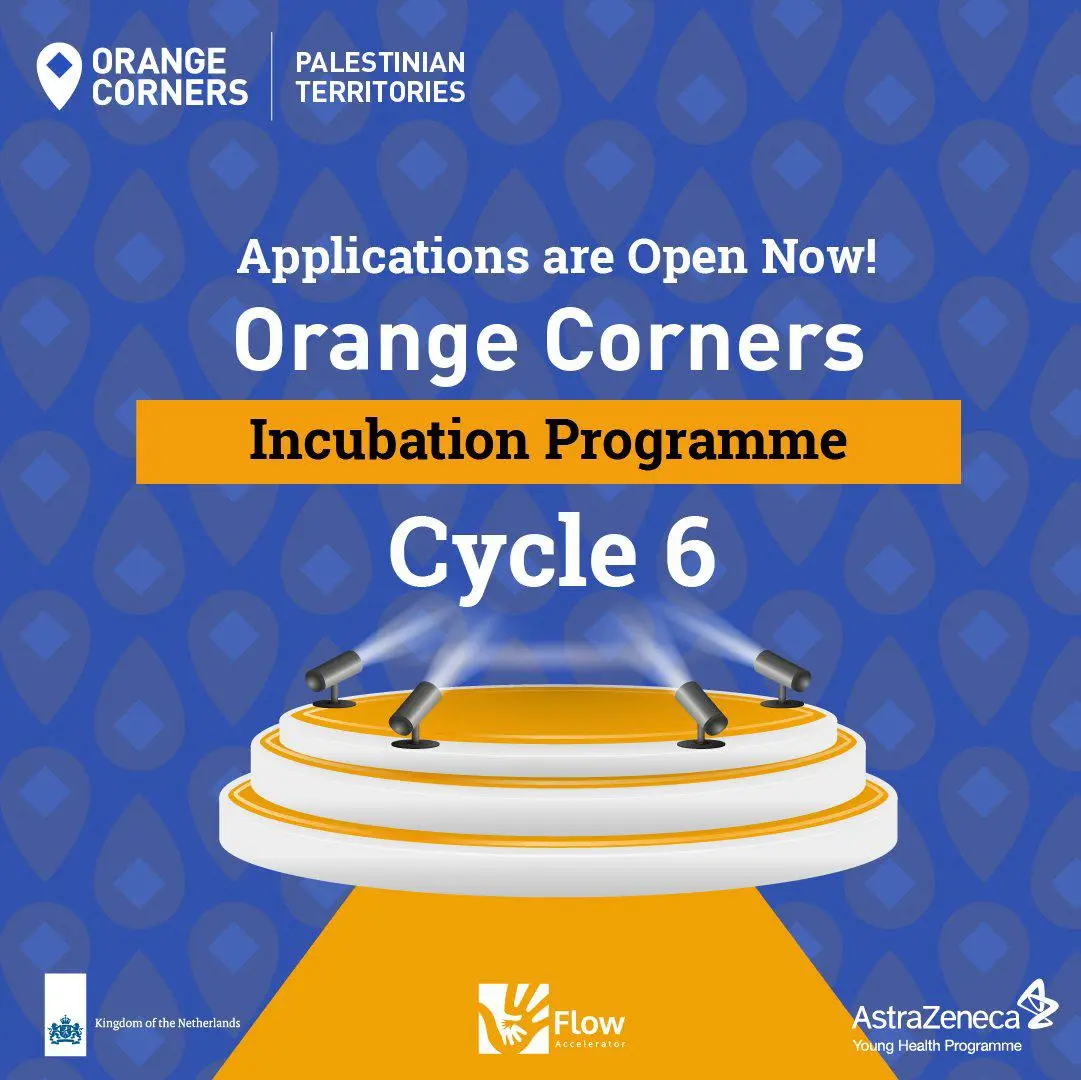 ORANGE
CORNERS
PALESTINIAN
TERRITORIES
Applications are Open Now!
Orange Corners
Incubation Programme
Cycle 6
Kingdom of the Netherlands
Flow
Accelerator
AstraZeneca
Young Health Programme